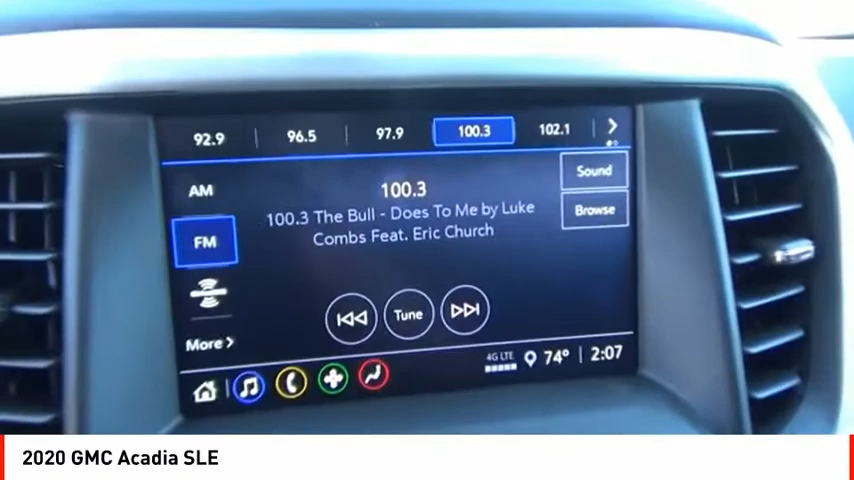 92.9 96.5 97.9 100.3 102.1
AM
100.3
Sound
100.3 The Bull - Does To Me by Luke
Combs Feat. Eric Church
Browse
FM
Tune
More
4G LTE 74° 2:07
2020 GMC Acadia SLE